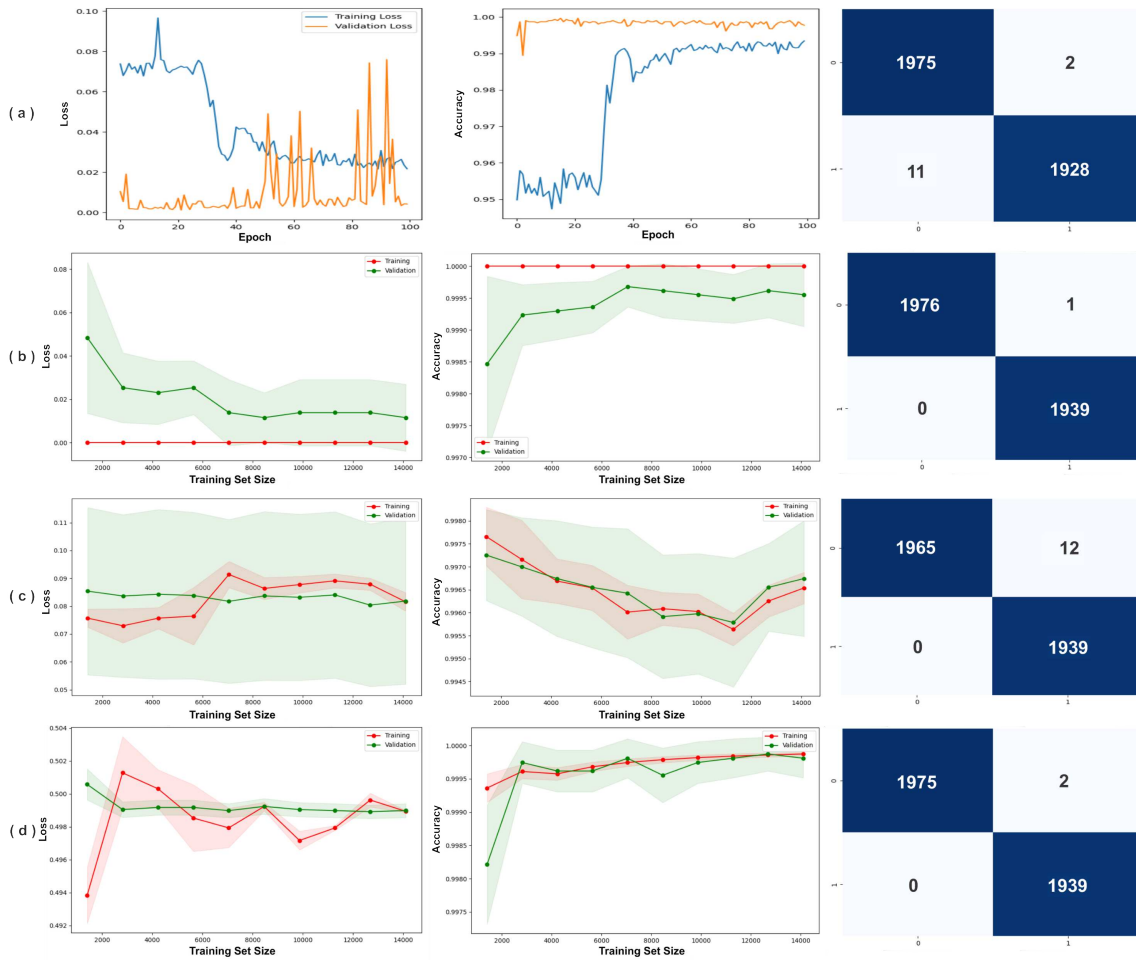 0.10
0.08
0.06
0.04
0.02
0.00
Training Loss
Validation Loss
Loss
0 20 40 60 80 100
Epoch
( a )
1.00
0.99
0.98
0.97
0.96
0.95
Accuracy
0 20 40 60 80 100
Epoch
0 1975 2
1 11 1928
0 1
0.08
0.06
0.04
0.02
0.00
Training
Validation
Loss
2000 4000 6000 8000 10000 12000 14000
Training Set Size
( b )
1.0000
0.9995
0.9990
0.9985
0.9980
0.9975
0.9970
Training
Validation
Accuracy
2000 4000 6000 8000 10000 12000 14000
Training Set Size
0 1976 1
1 0 1939
0 1
0.11
0.10
0.09
0.08
0.07
0.06
0.05
Training
Validation
Loss
2000 4000 6000 8000 10000 12000 14000
Training Set Size
( c )
0.9980
0.9975
0.9970
0.9965
0.9960
0.9955
0.9950
0.9945
Training
Validation
Accuracy
2000 4000 6000 8000 10000 12000 14000
Training Set Size
0 1965 12
1 0 1939
0 1
0.504
0.502
0.500
0.498
0.496
0.494
0.492
Training
Validation
Loss
2000 4000 6000 8000 10000 12000 14000
Training Set Size
( d )
1.0000
0.9995
0.9990
0.9985
0.9980
0.9975
Training
Validation
Accuracy
2000 4000 6000 8000 10000 12000 14000
Training Set Size
0 1975 2
1 0 1939
0 1